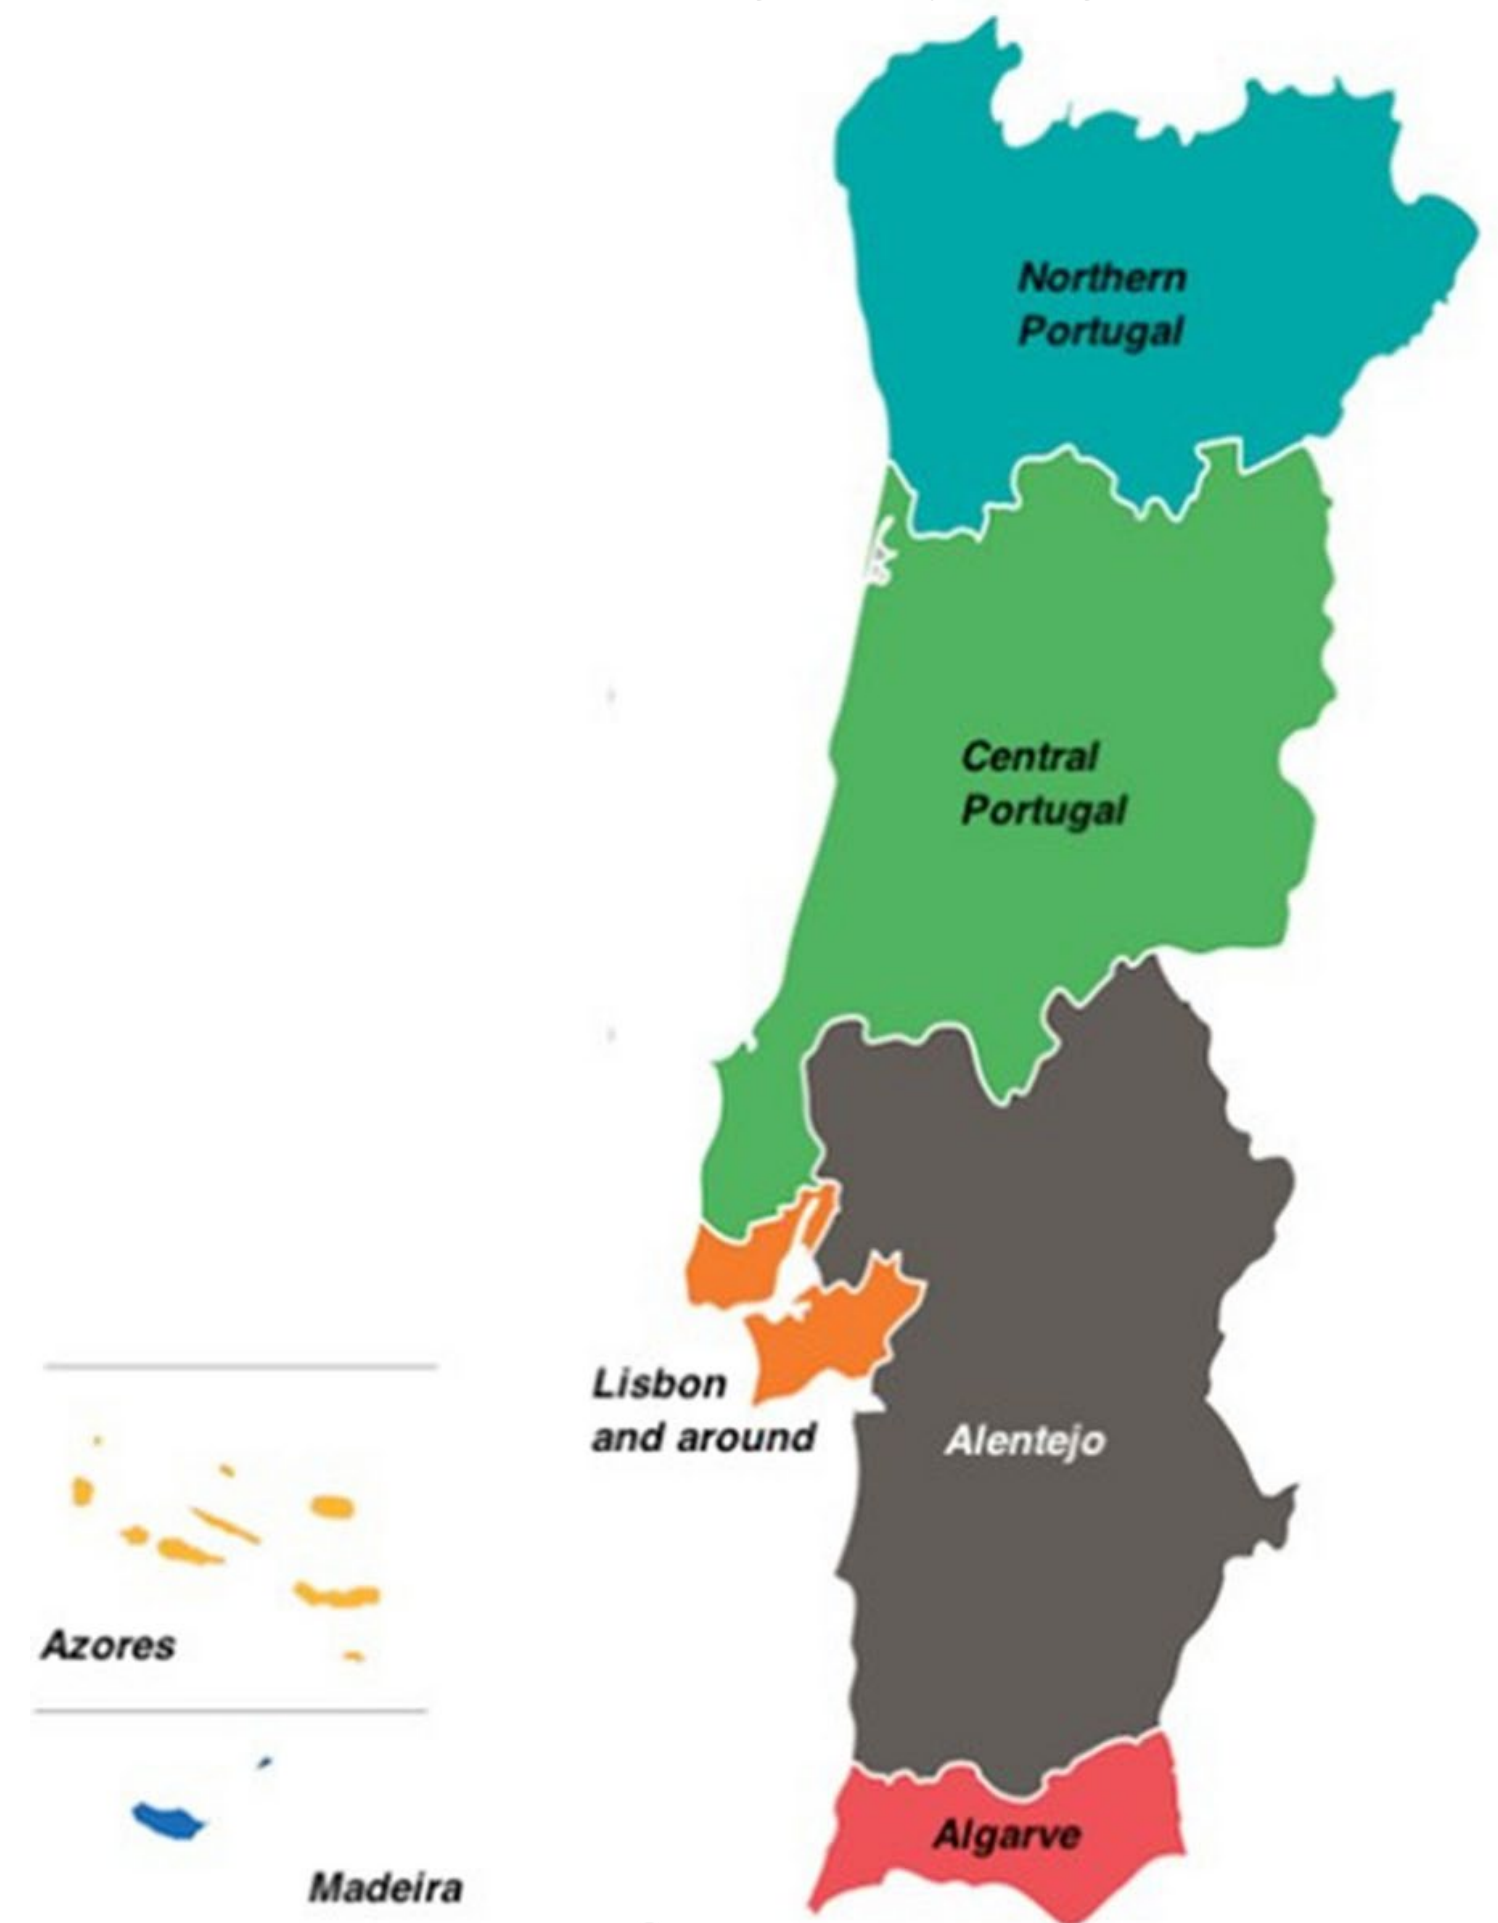 Northern
Portugal
Central
Portugal
Lisbon
and around
Alentejo
Azores
Algarve
Madeira